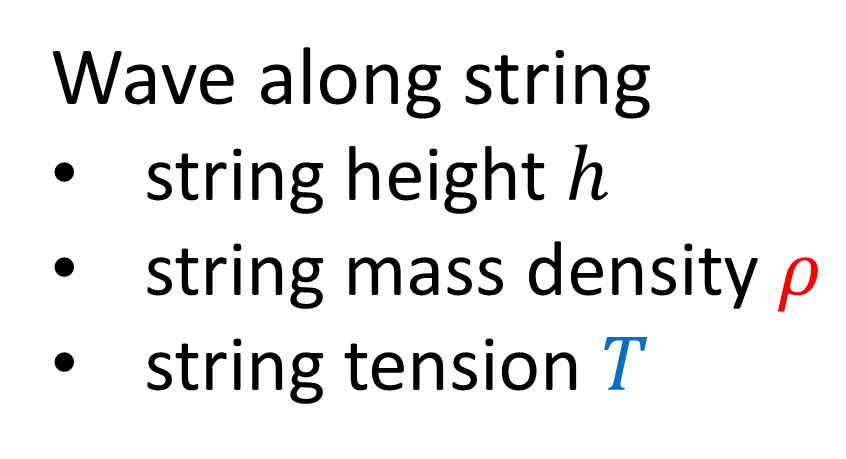 Wave along string
• string height ℎ
• string mass density 𝜌
• string tension 𝑇